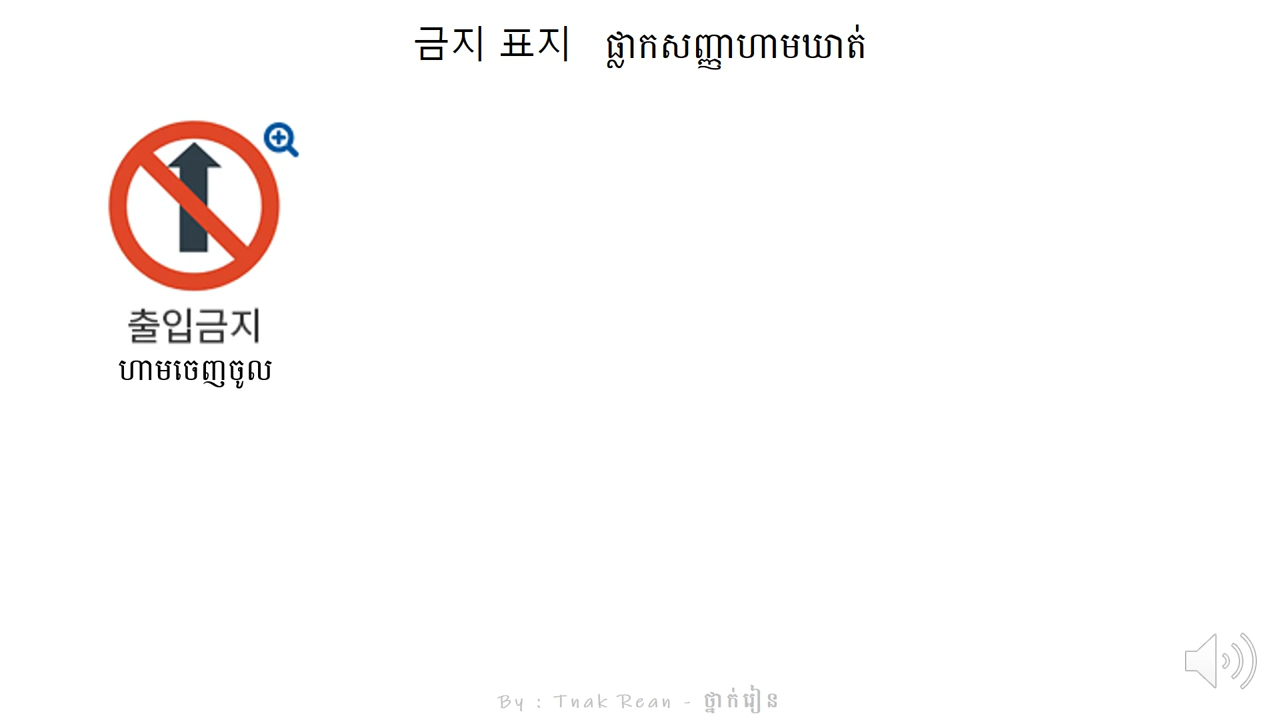 금지 표지 ផ្លាកសញ្ញាហាមឃាត់
출입금지
ហាមចេញចូល
By : Tnak Rean - ថ្នាក់រៀន